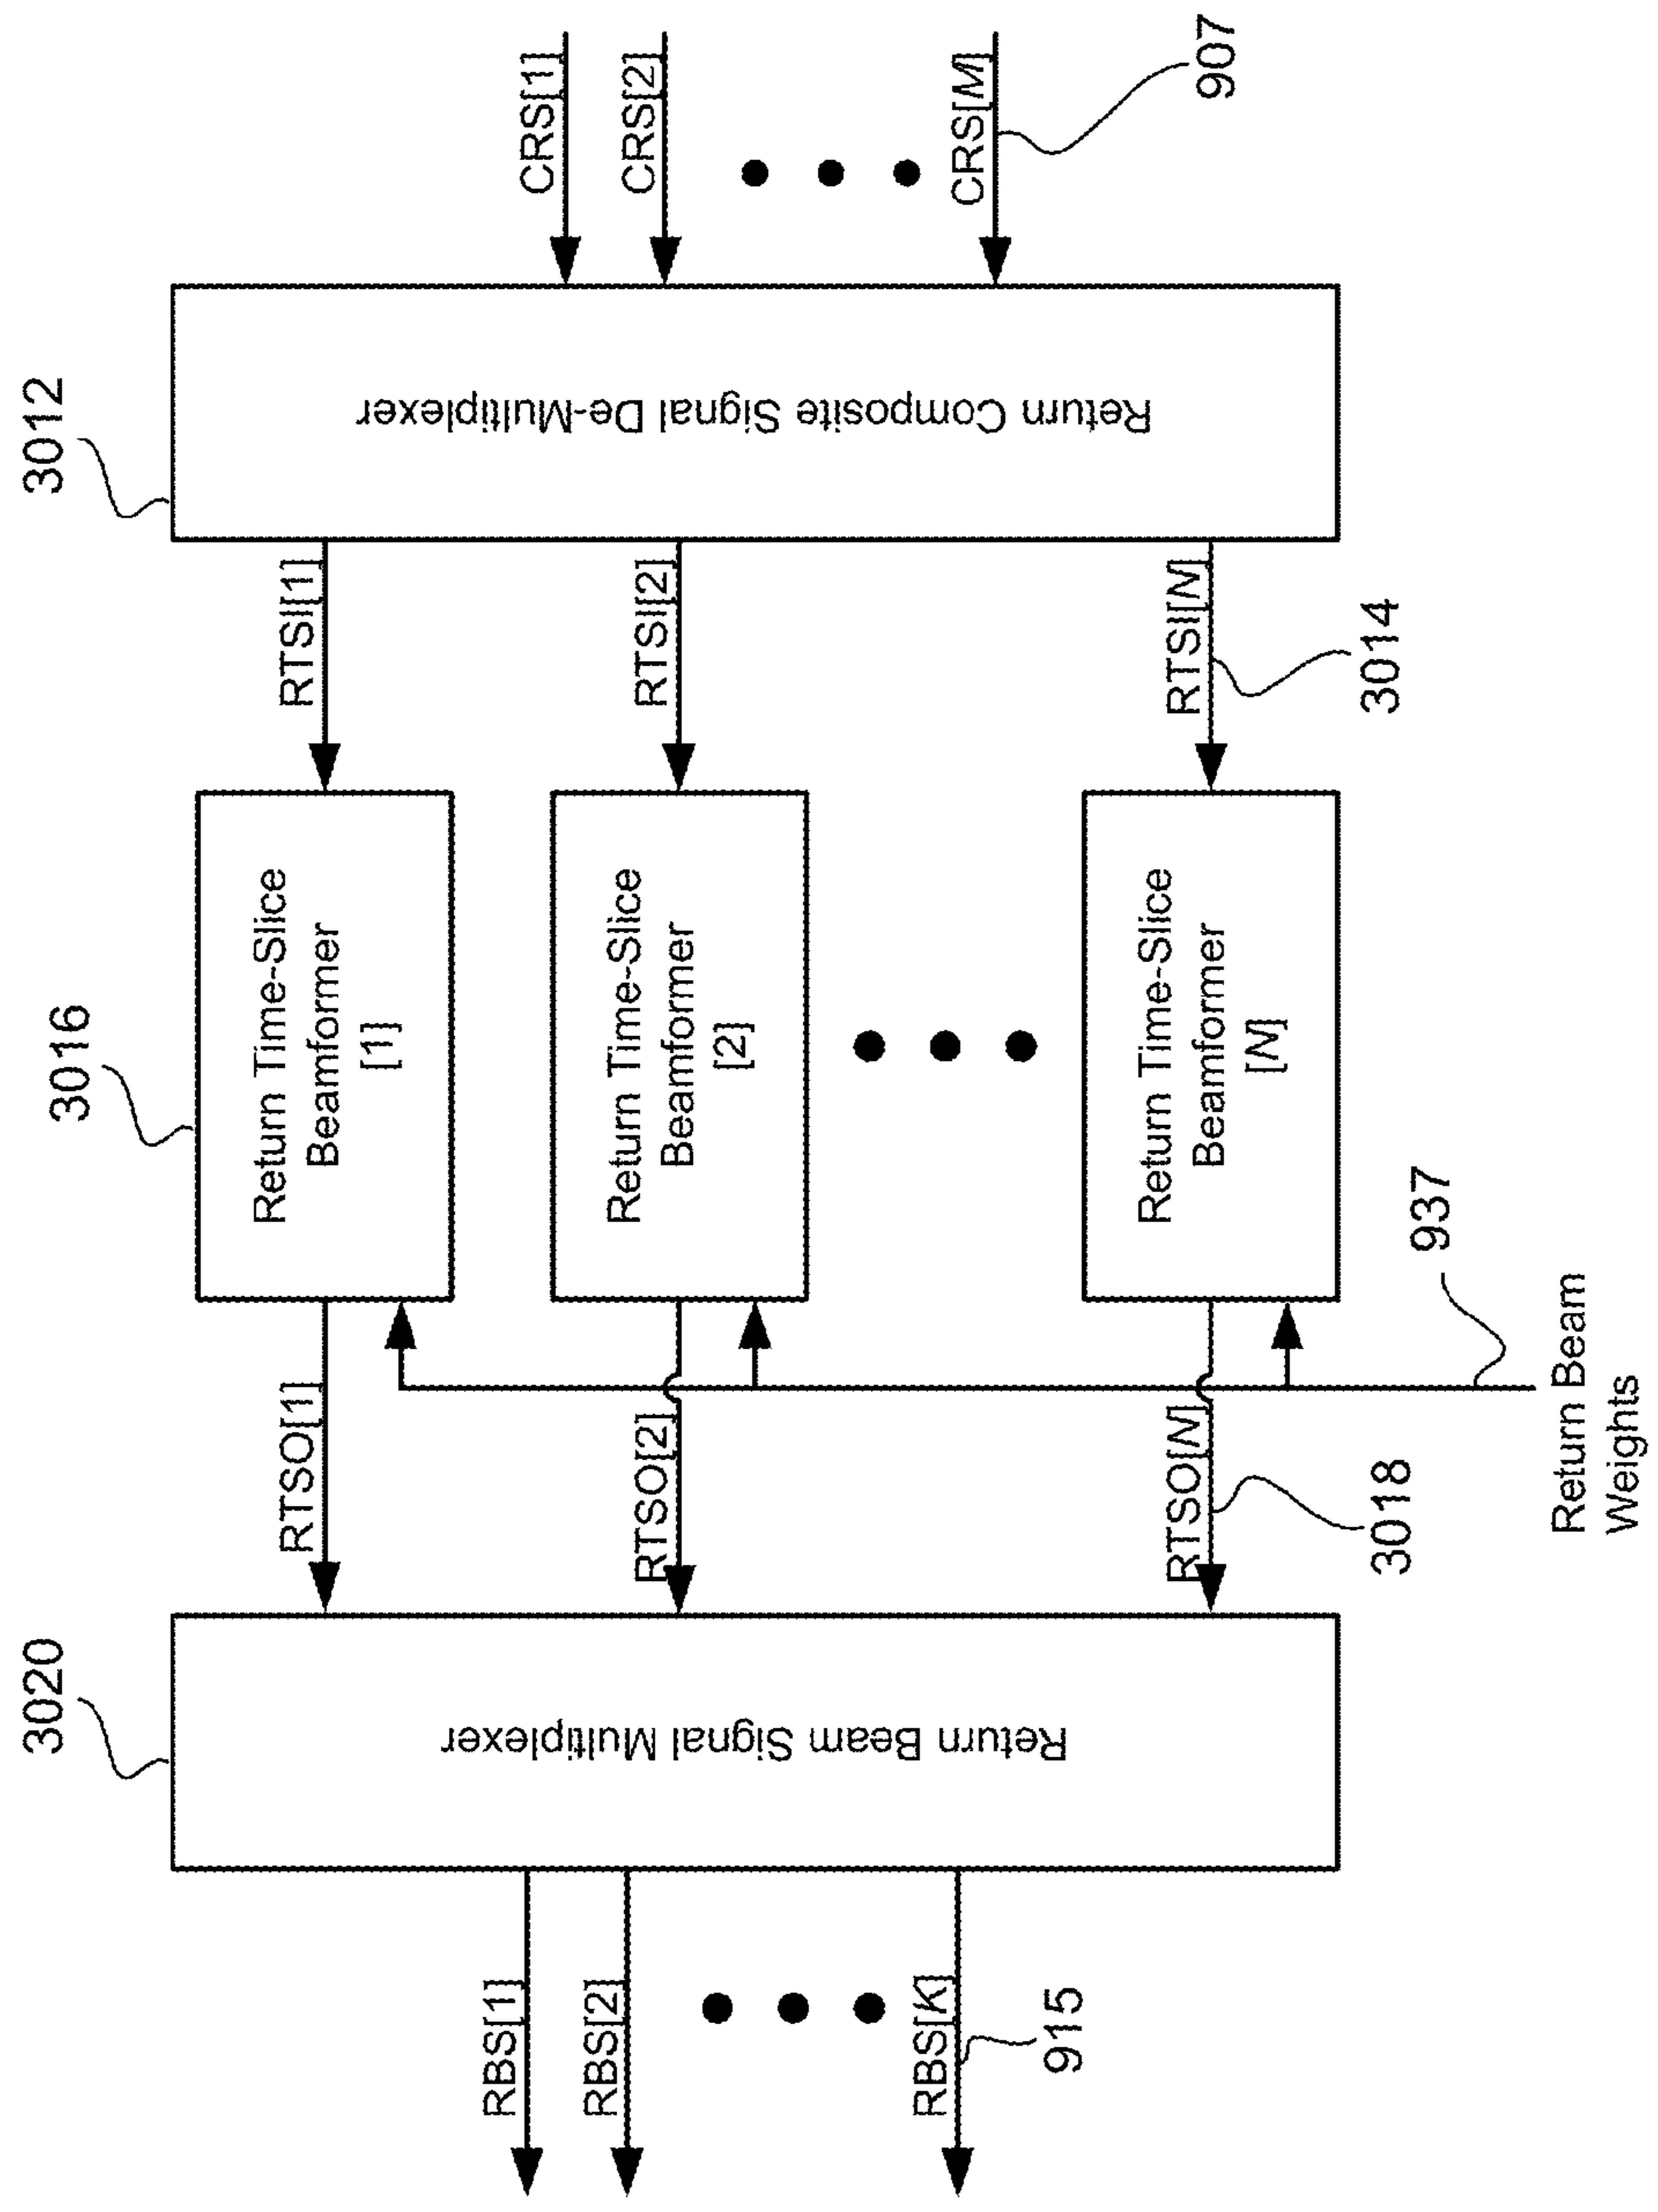 3020
3016
3012
RBS[1]
RBS[2]
RBS[K]
915
Return Beam Signal Multiplexer
RTSO[1]
RTSO[2]
RTSO[N]
3018
Return Beam
Weights
937
Return Time-Slice
Beamformer
[1]
Return Time-Slice
Beamformer
[2]
Return Time-Slice
Beamformer
[N]
RTSI[1]
RTSI[2]
RTSI[N]
3014
Return Composite Signal De-Multiplexer
CRS[1]
CRS[2]
CRS[M]
907